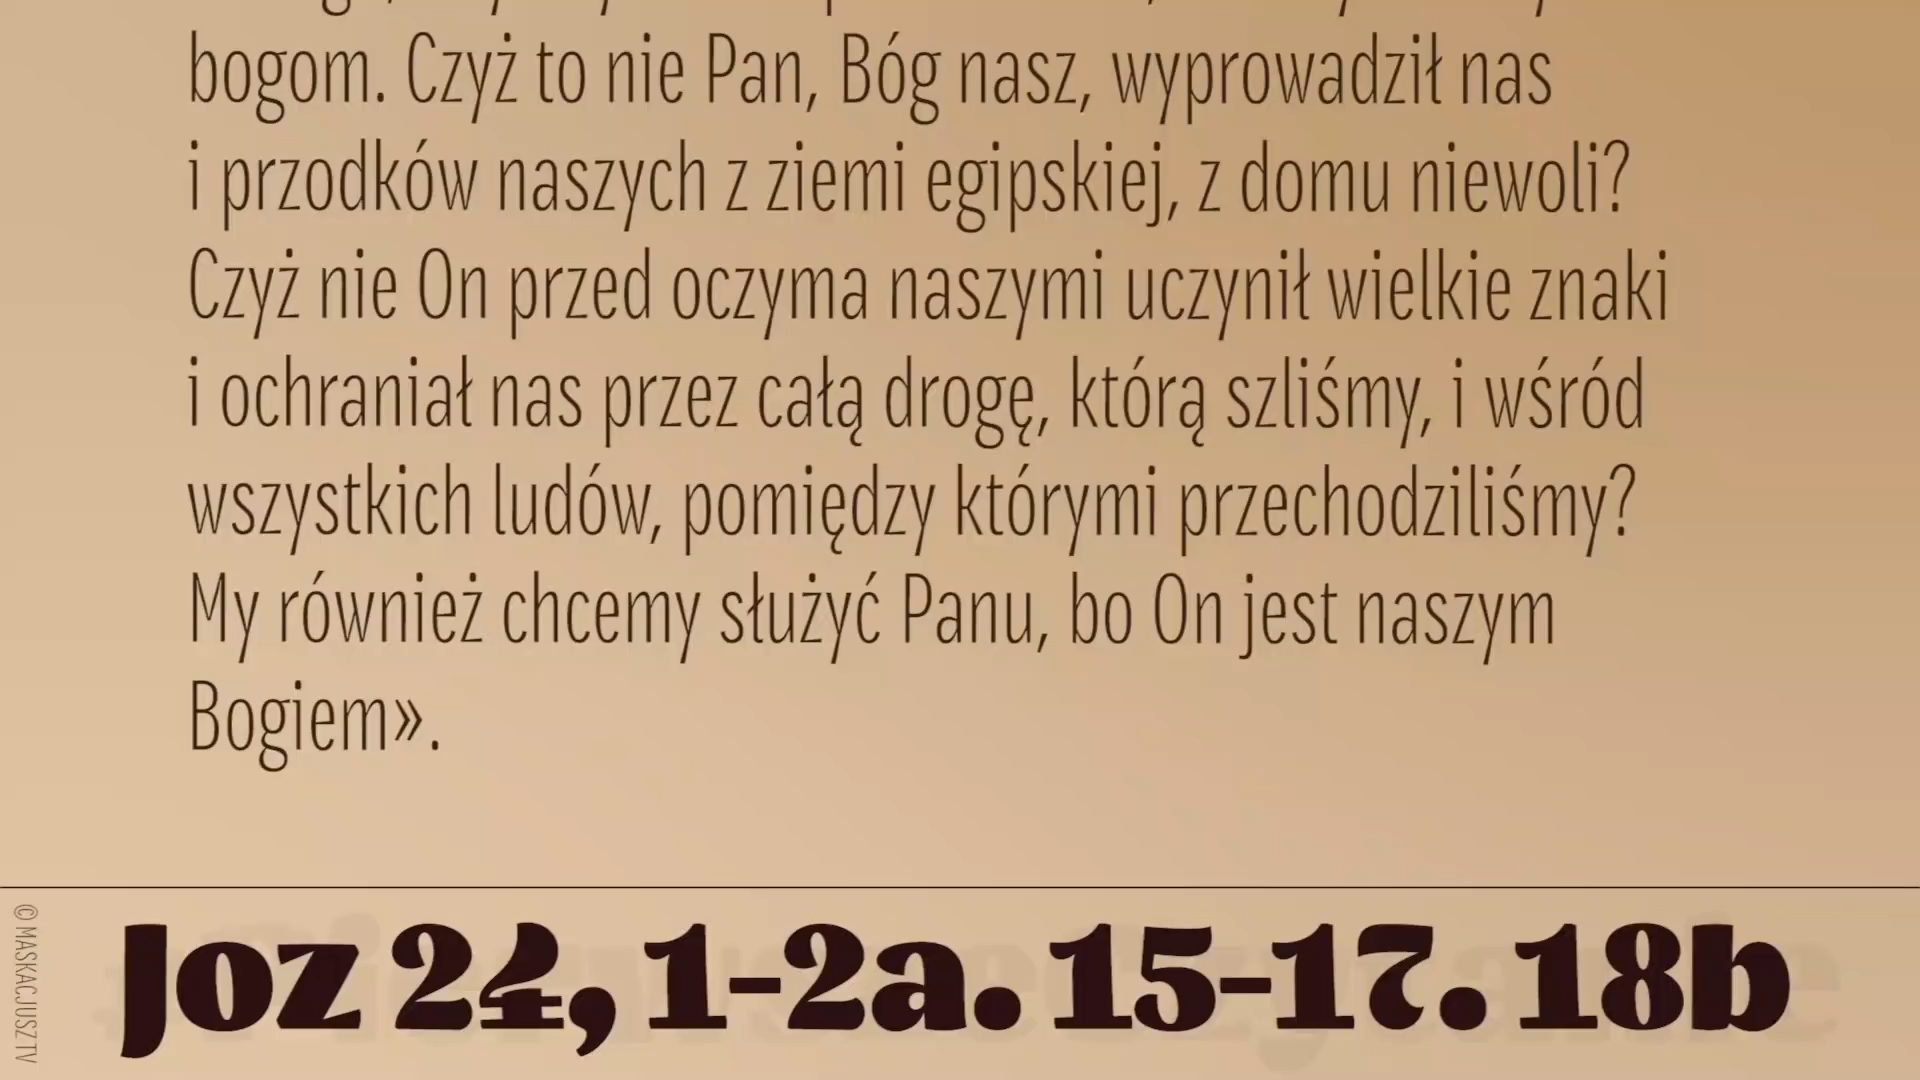 bogom. Czyż to nie Pan, Bóg nasz, wyprowadził nas
i przodków naszych z ziemi egipskiej, z domu niewoli?
Czyż nie On przed oczyma naszymi uczynił wielkie znaki
i ochraniał nas przez całą drogę, którą szliśmy, i wśród
wszystkich ludów, pomiędzy którymi przechodziliśmy?
My również chcemy służyć Panu, bo On jest naszym
Bogiem».
Joz 24, 1-2a. 15-17. 18b
© MASKACJUSZ TV